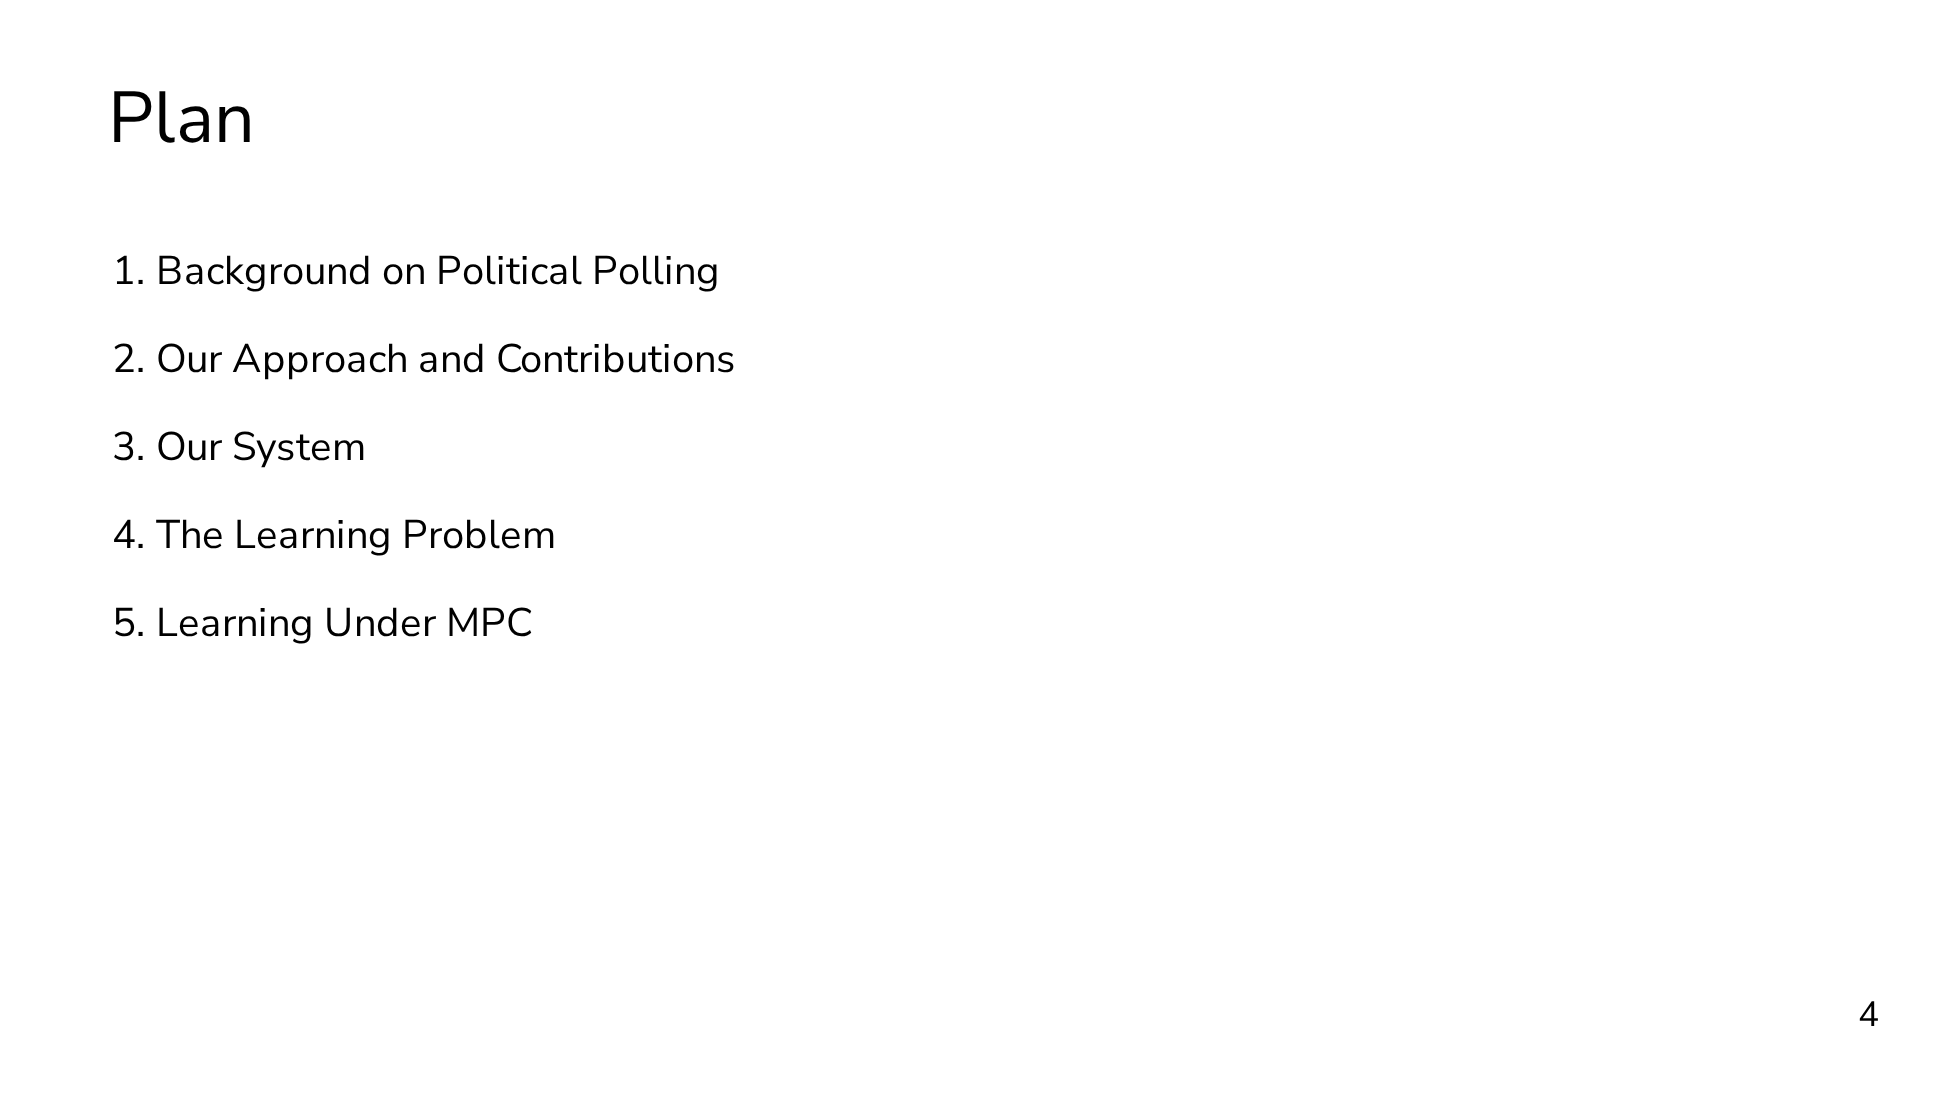 Plan
1. Background on Political Polling
2. Our Approach and Contributions
3. Our System
4. The Learning Problem
5. Learning Under MPC
4